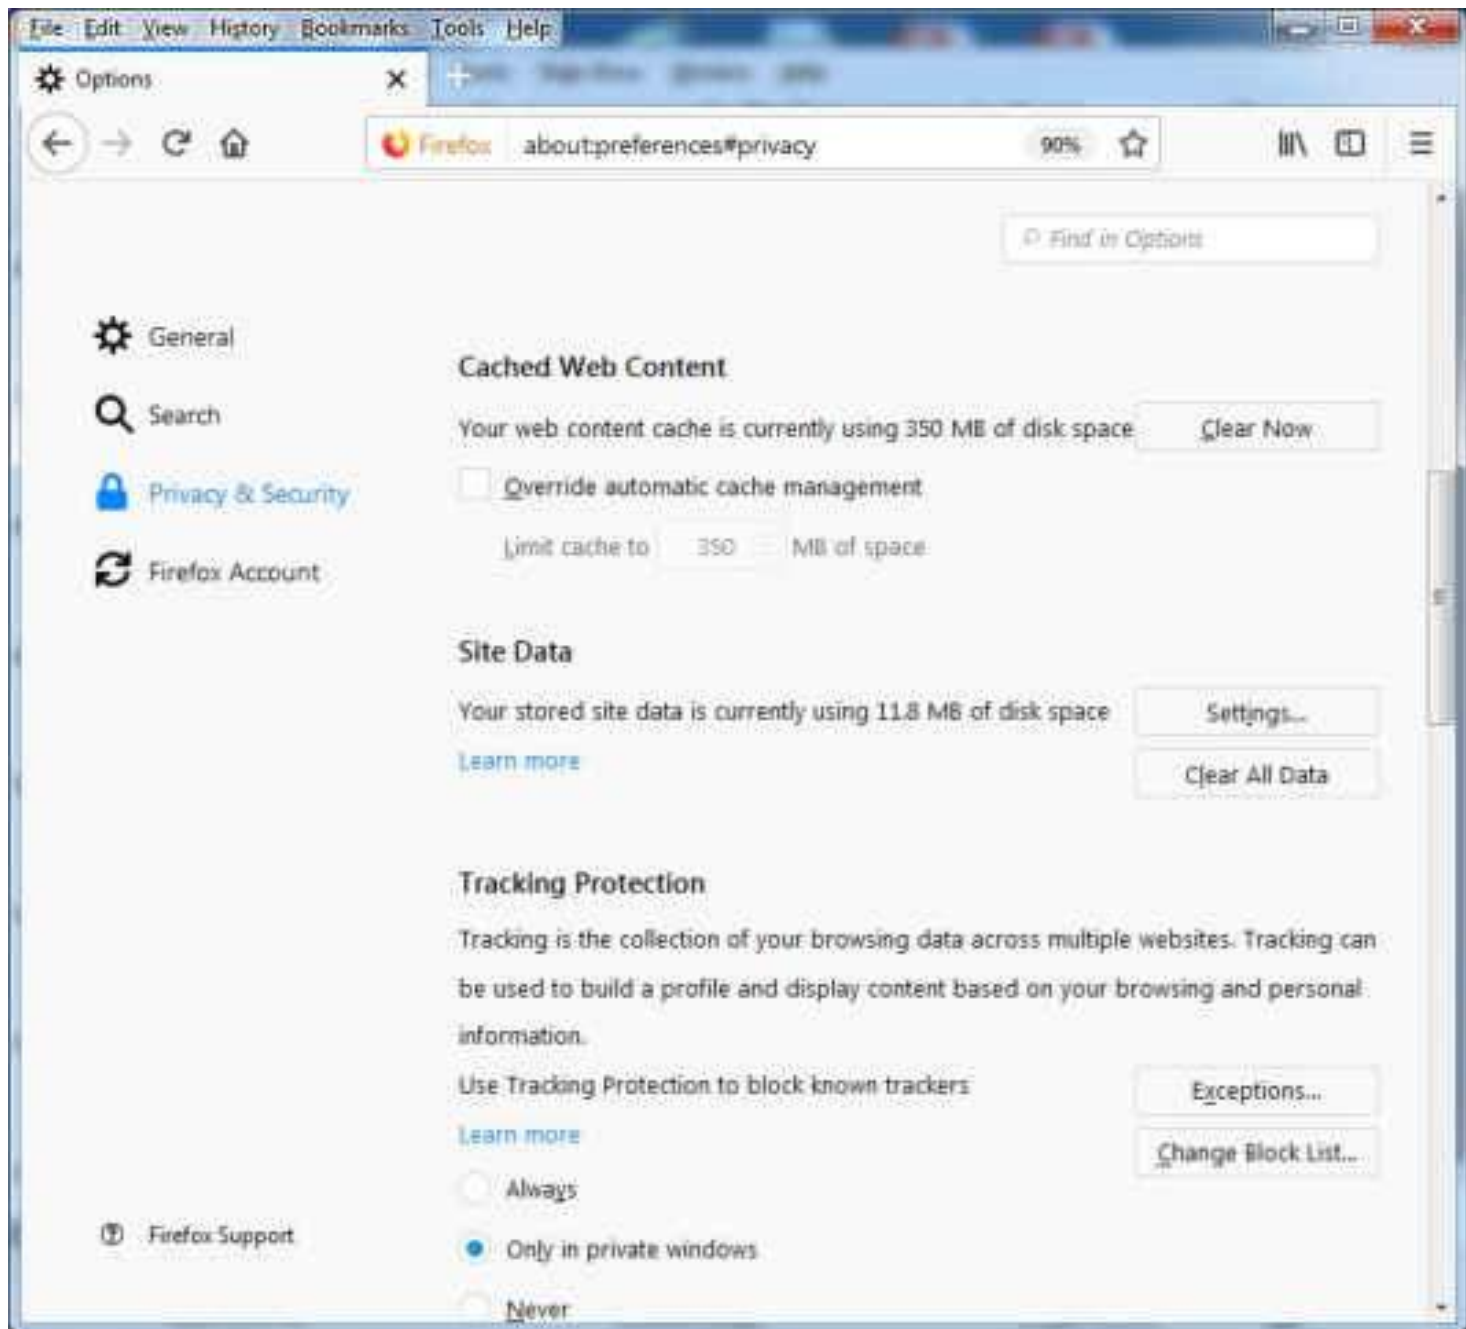 File Edit View History Bookmarks Tools Help
Options
Firefox about:preferences#privacy 90%
Find in Options
General
Search
Privacy & Security
Firefox Account
Cached Web Content
Your web content cache is currently using 350 MB of disk space Clear Now
Override automatic cache management
Limit cache to 350 MB of space
Site Data
Your stored site data is currently using 11.8 MB of disk space Settings...
Learn more
Clear All Data
Tracking Protection
Tracking is the collection of your browsing data across multiple websites. Tracking can
be used to build a profile and display content based on your browsing and personal
information.
Use Tracking Protection to block known trackers Exceptions...
Learn more
Change Block List...
Always
Firefox Support
Only in private windows
Never